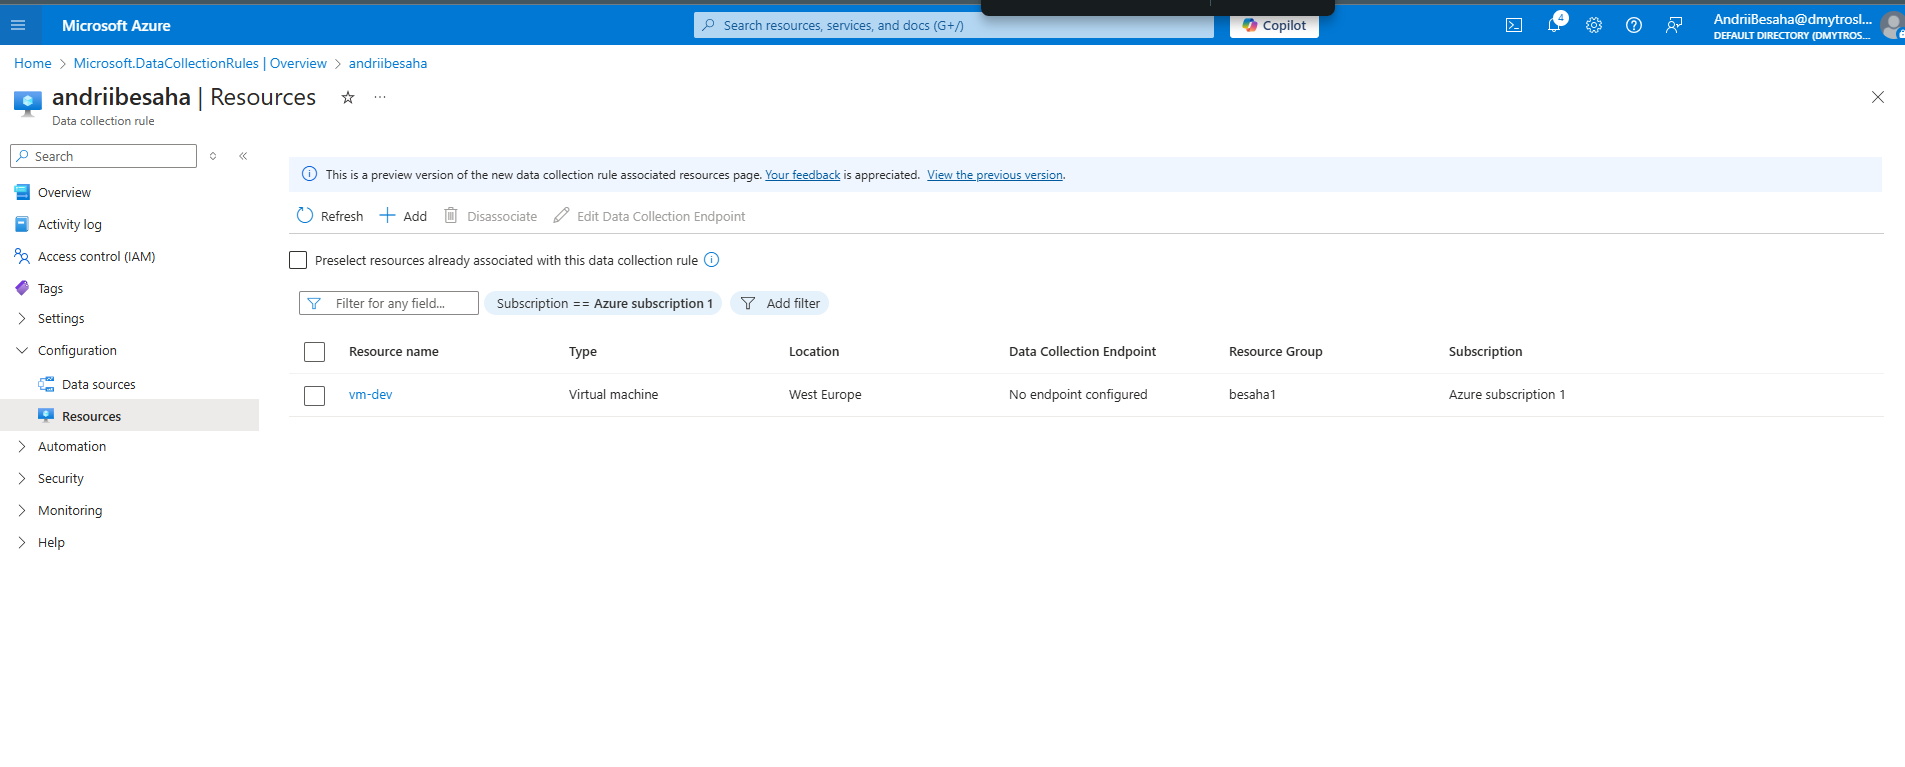 Microsoft Azure
Search resources, services, and docs (G+/)
Copilot
4
AndriiBesaha@dmytrosl...
DEFAULT DIRECTORY (DMYTROS...
Home > Microsoft.DataCollectionRules | Overview > andriibesaha
andriibesaha | Resources
Data collection rule
Search
Overview
Activity log
Access control (IAM)
Tags
Settings
Configuration
Data sources
Resources
Automation
Security
Monitoring
Help
This is a preview version of the new data collection rule associated resources page. Your feedback is appreciated. View the previous version.
Refresh Add Disassociate Edit Data Collection Endpoint
Preselect resources already associated with this data collection rule
Filter for any field... Subscription == Azure subscription 1 Add filter
Resource name Type Location Data Collection Endpoint Resource Group Subscription
vm-dev Virtual machine West Europe No endpoint configured besaha1 Azure subscription 1